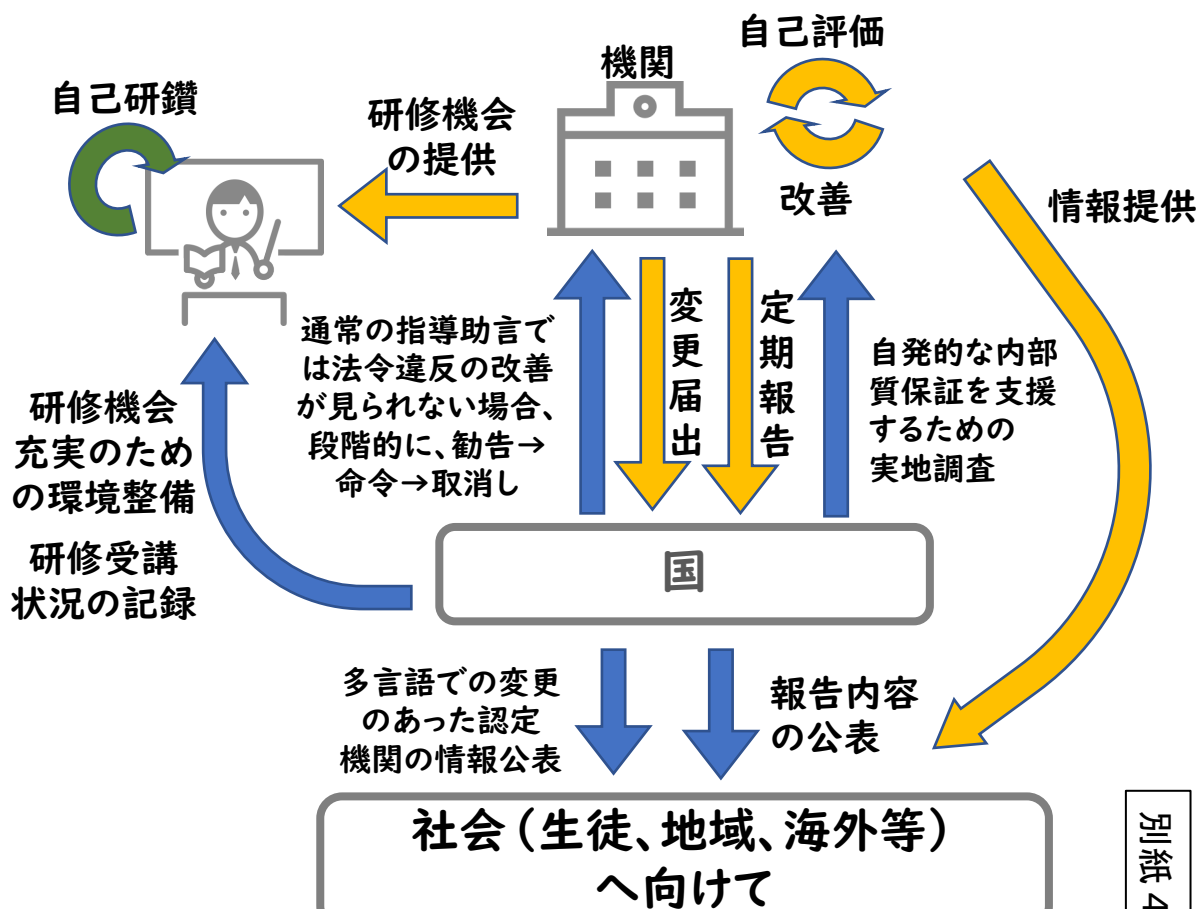 自己評価
機関
自己研鑽
研修機会
の提供
改善
情報提供
変更届出
定期報告
通常の指導助言で
は法令違反の改善
が見られない場合、
段階的に、勧告→
命令→取消し
自発的な内部
質保証を支援
するための
実地調査
研修機会
充実のため
の環境整備
研修受講
状況の記録
国
多言語での変更
のあった認定
機関の情報公表
報告内容
の公表
社会（生徒、地域、海外等）
へ向けて
別紙4